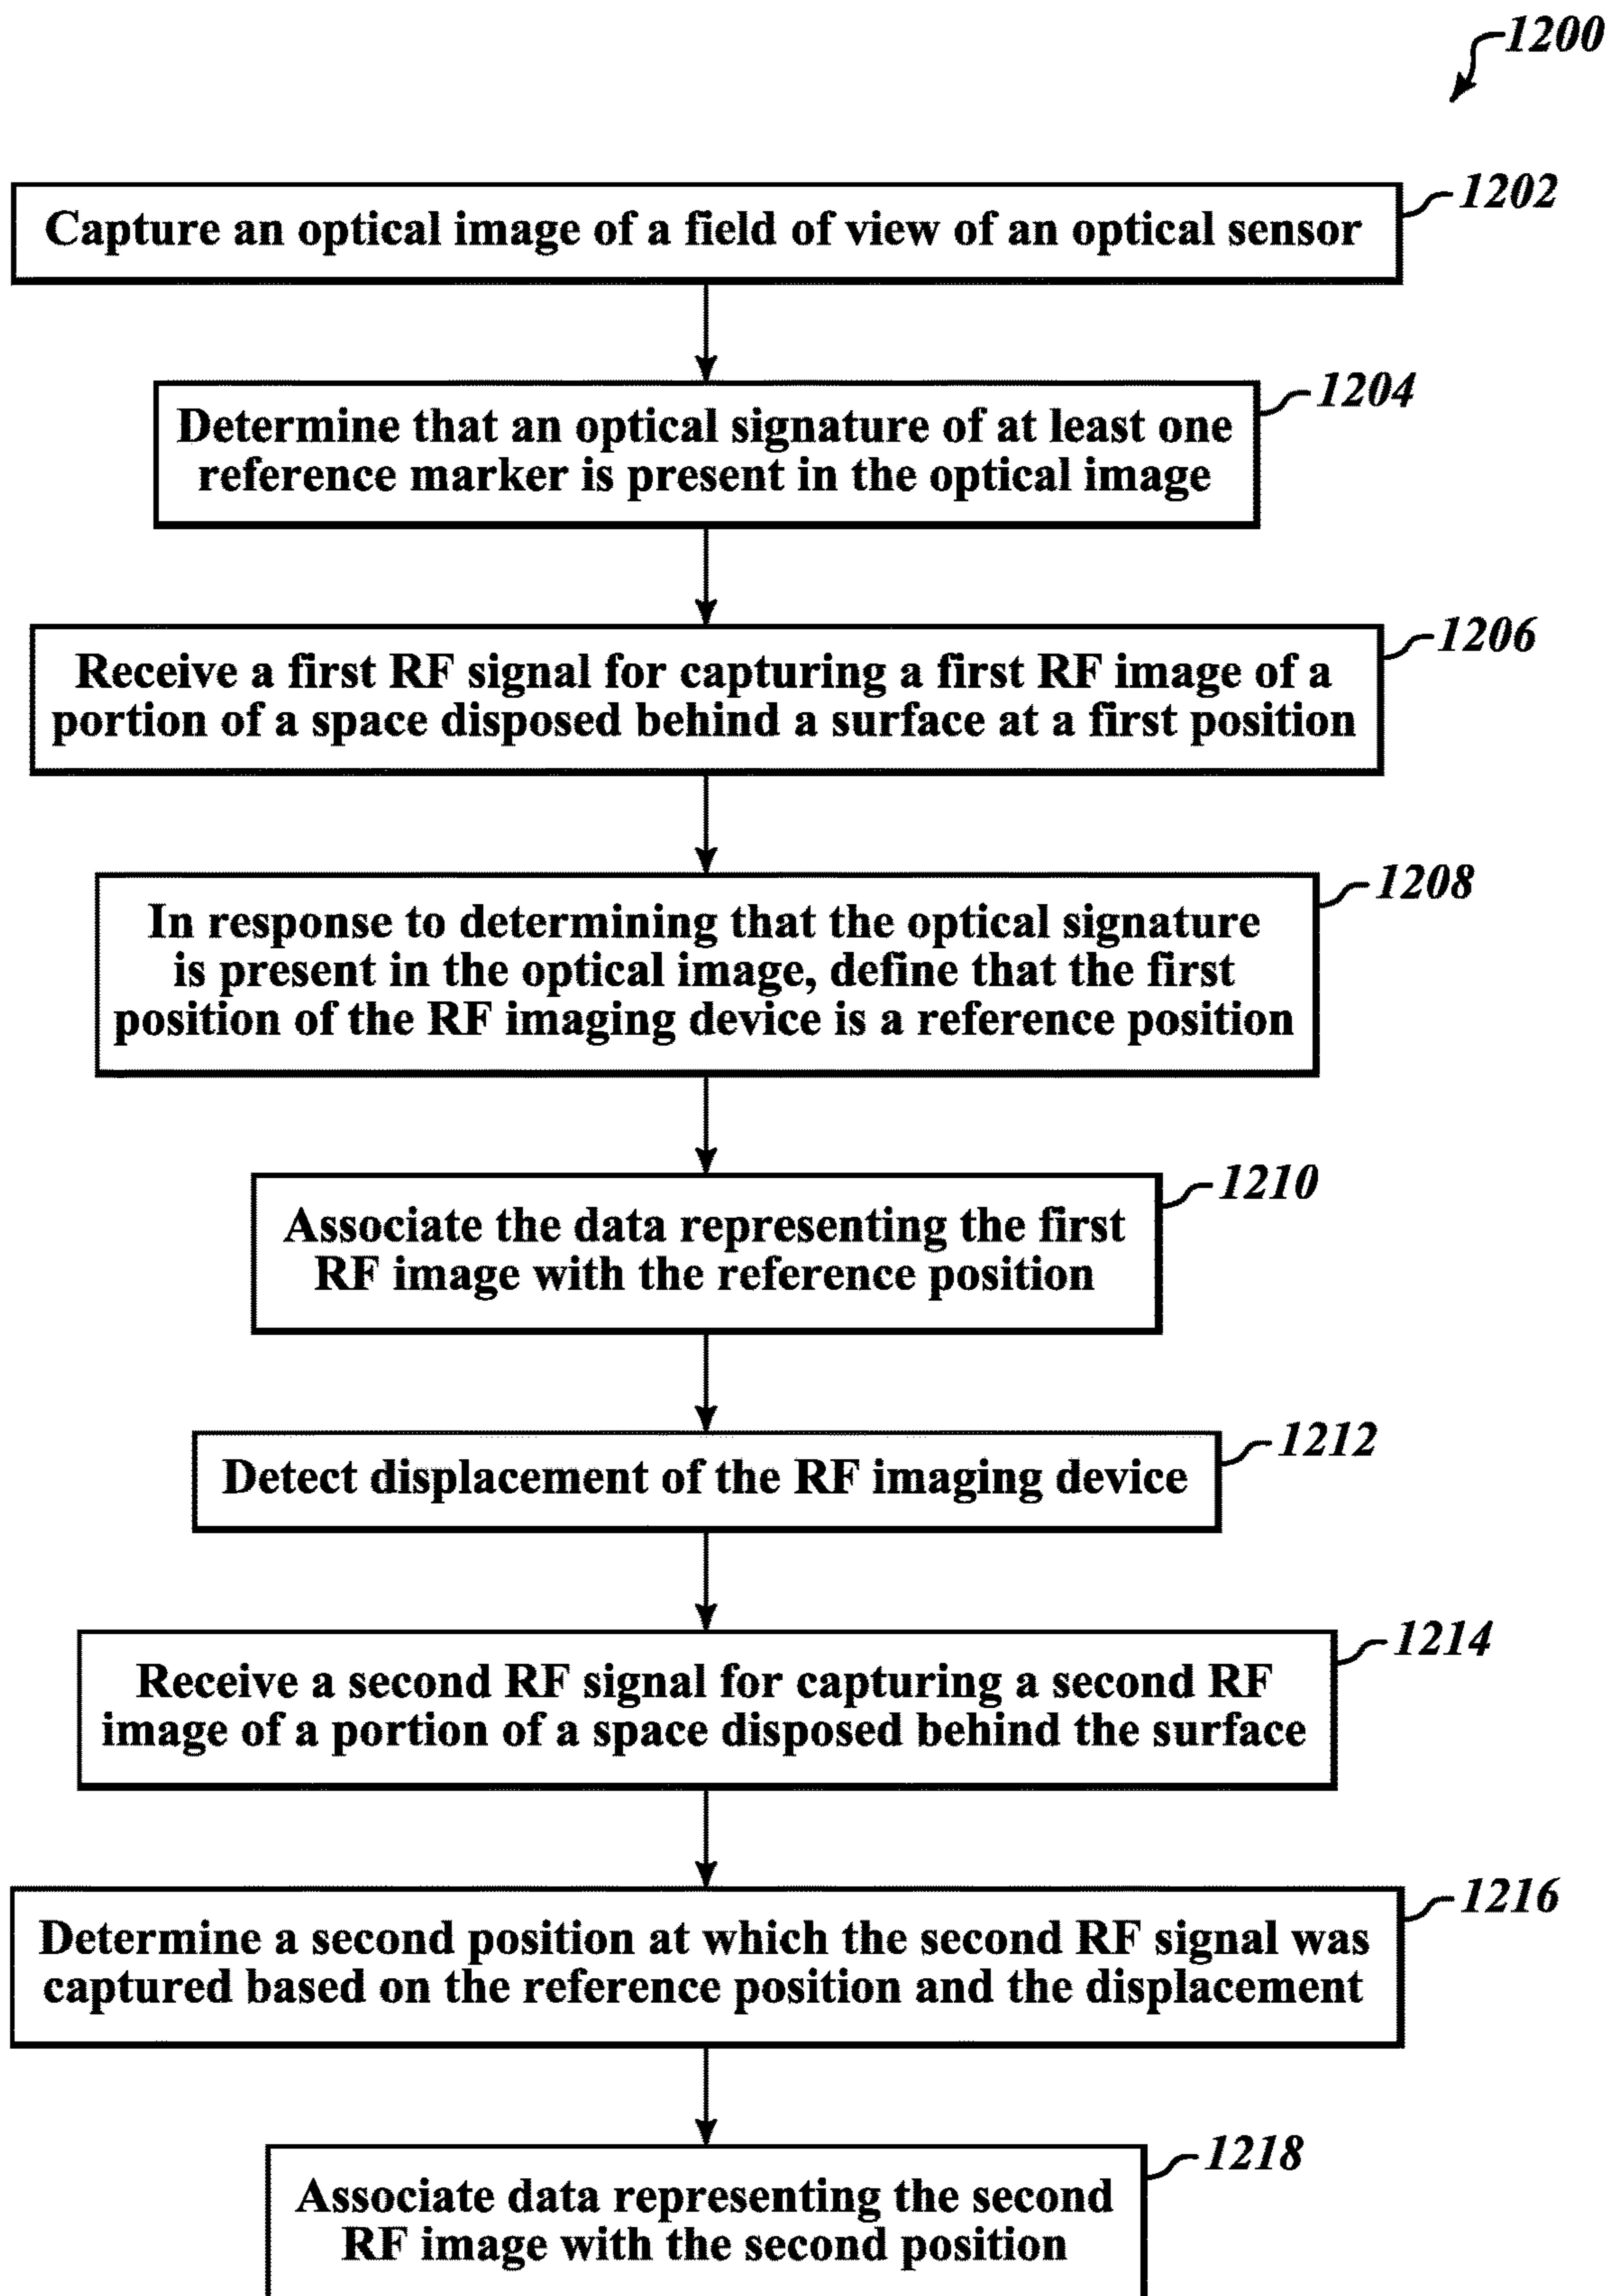 1200
1202
Capture an optical image of a field of view of an optical sensor
1204
Determine that an optical signature of at least one
reference marker is present in the optical image
1206
Receive a first RF signal for capturing a first RF image of a
portion of a space disposed behind a surface at a first position
1208
In response to determining that the optical signature
is present in the optical image, define that the first
position of the RF imaging device is a reference position
1210
Associate the data representing the first
RF image with the reference position
1212
Detect displacement of the RF imaging device
1214
Receive a second RF signal for capturing a second RF
image of a portion of a space disposed behind the surface
1216
Determine a second position at which the second RF signal was
captured based on the reference position and the displacement
1218
Associate data representing the second
RF image with the second position